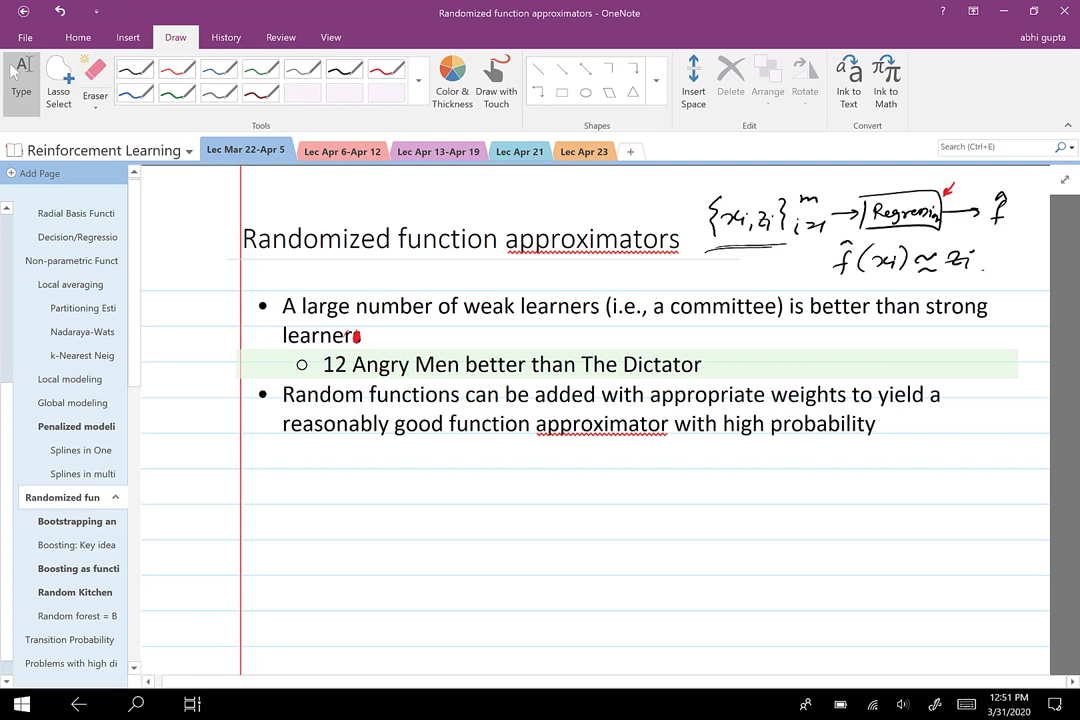 Randomized function approximators - OneNote
?
File
Home
Insert
Draw
History
Review
View
abhi gupta
Type
Lasso
Select
Eraser
Color &
Thickness
Draw with
Touch
Insert
Space
Delete
Arrange
Rotate
Ink to
Text
Ink to
Math
Tools
Shapes
Edit
Convert
Reinforcement Learning
Lec Mar 22-Apr 5
Lec Apr 6-Apr 12
Lec Apr 13-Apr 19
Lec Apr 21
Lec Apr 23
+
Search (Ctrl+E)
Add Page
Radial Basis Functi
Decision/Regressio
Non-parametric Funct
Local averaging
Partitioning Esti
Nadaraya-Wats
k-Nearest Neig
Local modeling
Global modeling
Penalized modeli
Splines in One
Splines in multi
Randomized fun
Bootstrapping an
Boosting: Key idea
Boosting as functi
Random Kitchen
Random forest = B
Transition Probability
Problems with high di
{xi, zi} m i=1 → Regression → f̂
f̂(xi) ≈ zi.
Randomized function approximators
• A large number of weak learners (i.e., a committee) is better than strong
learners
○ 12 Angry Men better than The Dictator
• Random functions can be added with appropriate weights to yield a
reasonably good function approximator with high probability
12:51 PM
3/31/2020